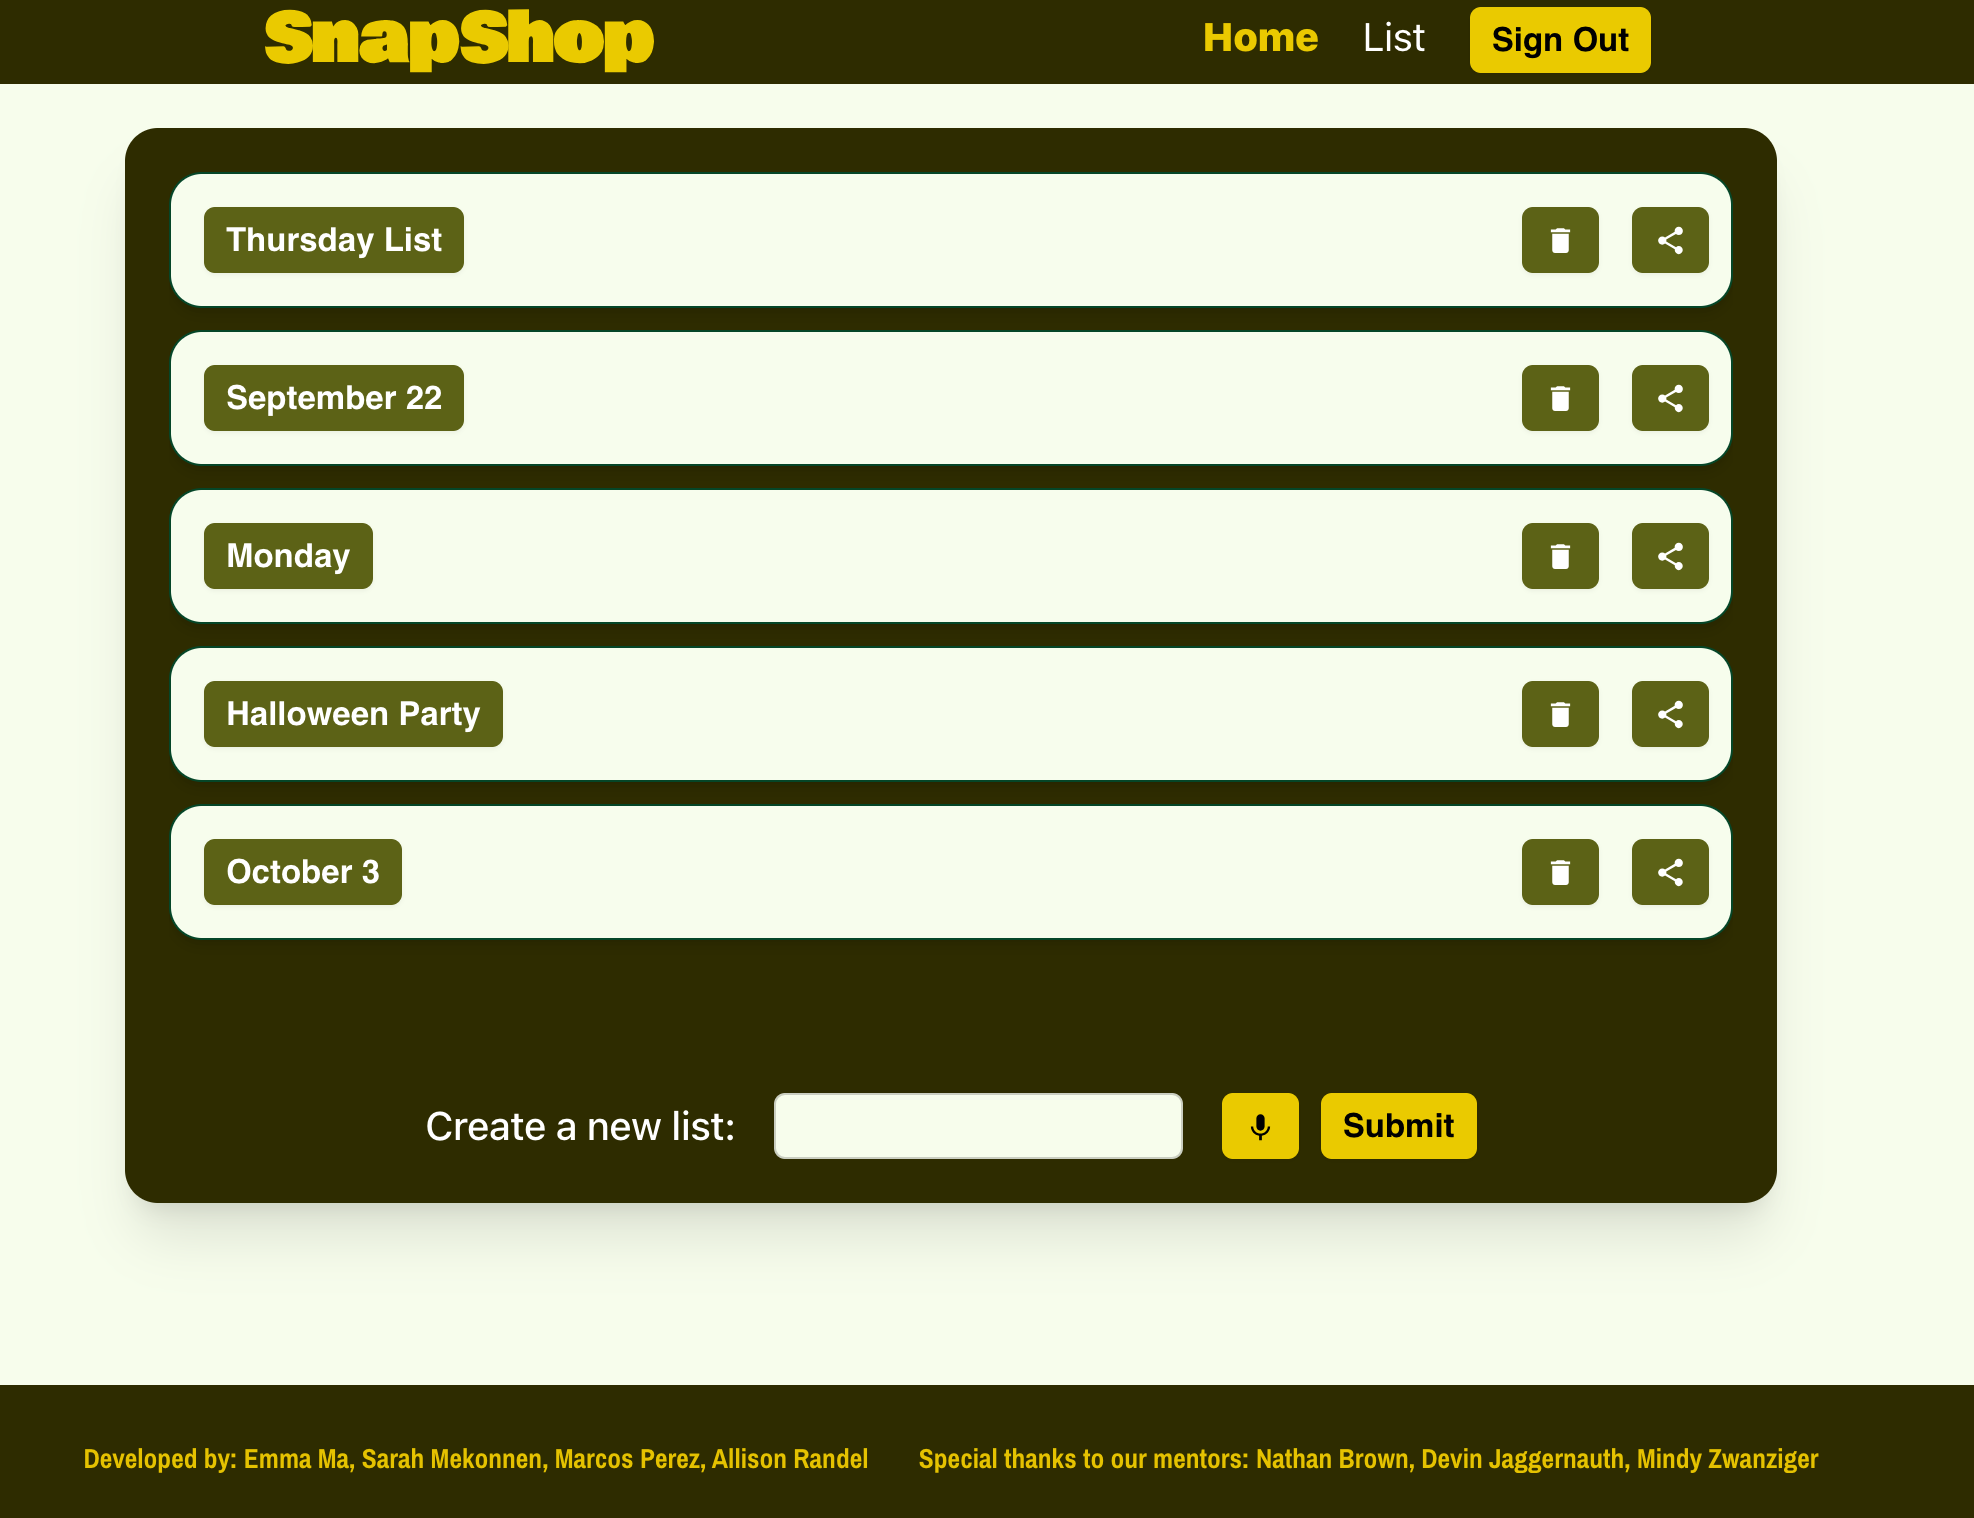 SnapShop
Home List Sign Out
Thursday List
September 22
Monday
Halloween Party
October 3
Create a new list: Submit
Developed by: Emma Ma, Sarah Mekonnen, Marcos Perez, Allison Randel Special thanks to our mentors: Nathan Brown, Devin Jaggernauth, Mindy Zwanziger